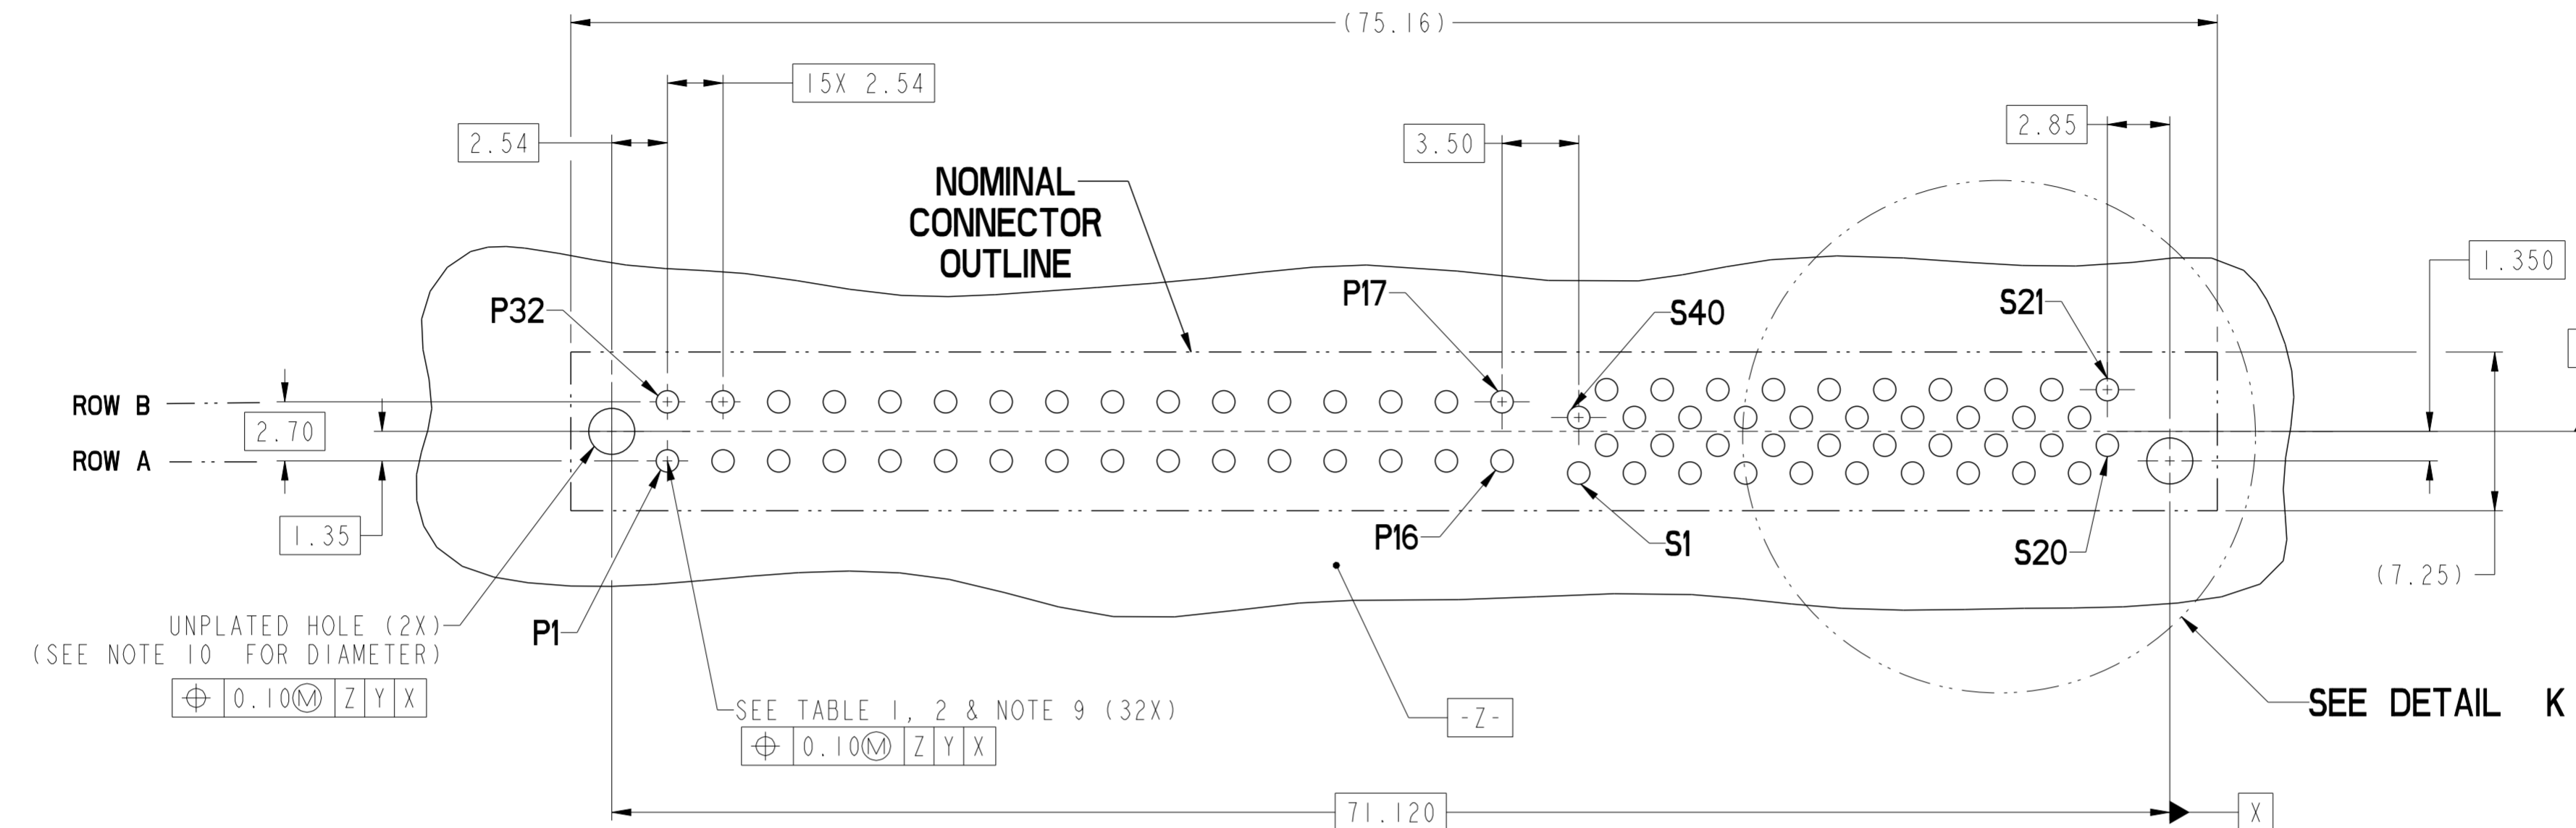 (75.16)
15X 2.54
2.54
3.50
2.85
NOMINAL
CONNECTOR
OUTLINE
1.350
P32
P17
S40
S21
ROW B
2.70
ROW A
1.35
P16
S1
S20
(7.25)
UNPLATED HOLE (2X)
(SEE NOTE 10 FOR DIAMETER)
⌖ 0.10Ⓜ Z Y X
P1
SEE TABLE 1, 2 & NOTE 9 (32X)
⌖ 0.10Ⓜ Z Y X
-Z-
SEE DETAIL K
71.120
X